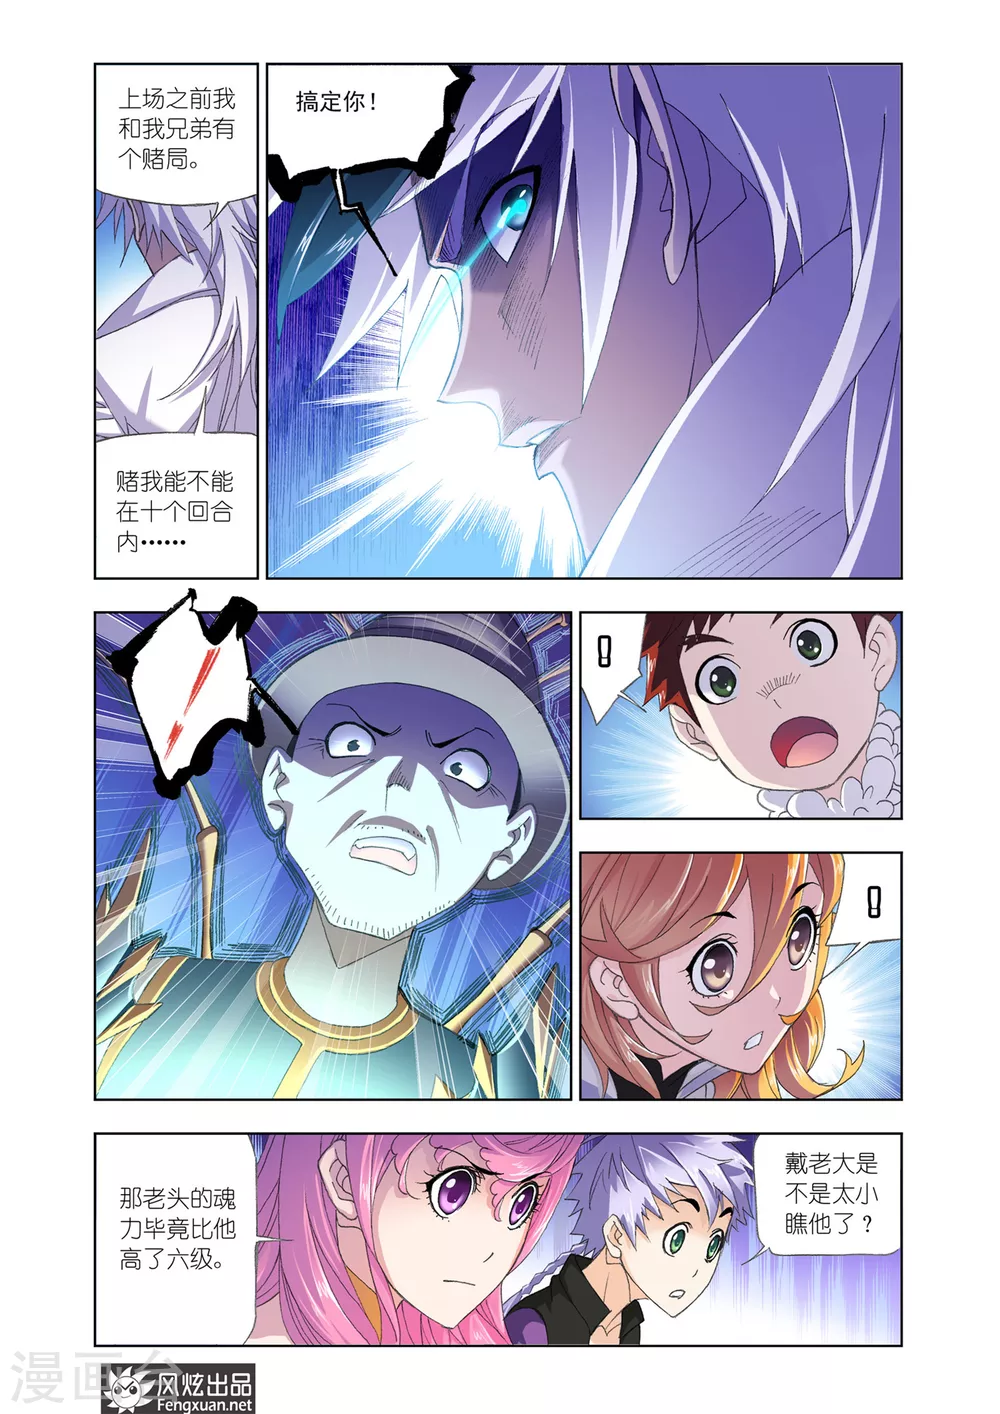 上场之前我
和我兄弟有
个赌局。
赌我能不能
在十个回合
内……
搞定你！
!
!
!
那老头的魂
力毕竟比他
高了六级。
戴老大是
不是太小
瞧他了？
漫画台
风炫出品
Fengxuan.net